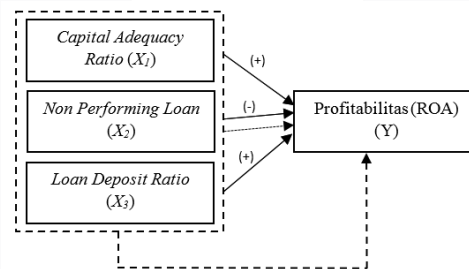 Capital Adequacy
Ratio (X1)
(+)
Non Performing Loan
(X2)
(-)
Profitabilitas (ROA)
(Y)
Loan Deposit Ratio
(X3)
(+)